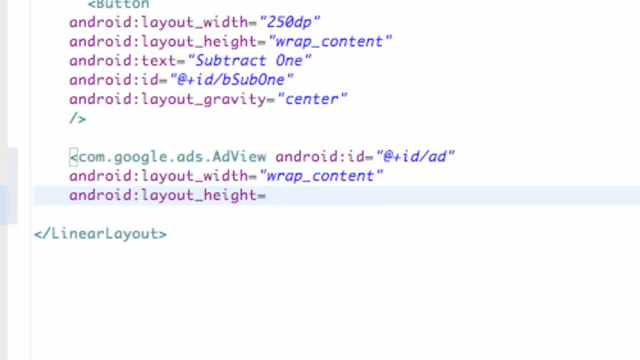 <Button
android:layout_width="250dp"
android:layout_height="wrap_content"
android:text="Subtract One"
android:id="@+id/bSubOne"
android:layout_gravity="center"
/>
<com.google.ads.AdView android:id="@+id/ad"
android:layout_width="wrap_content"
android:layout_height=
</LinearLayout>